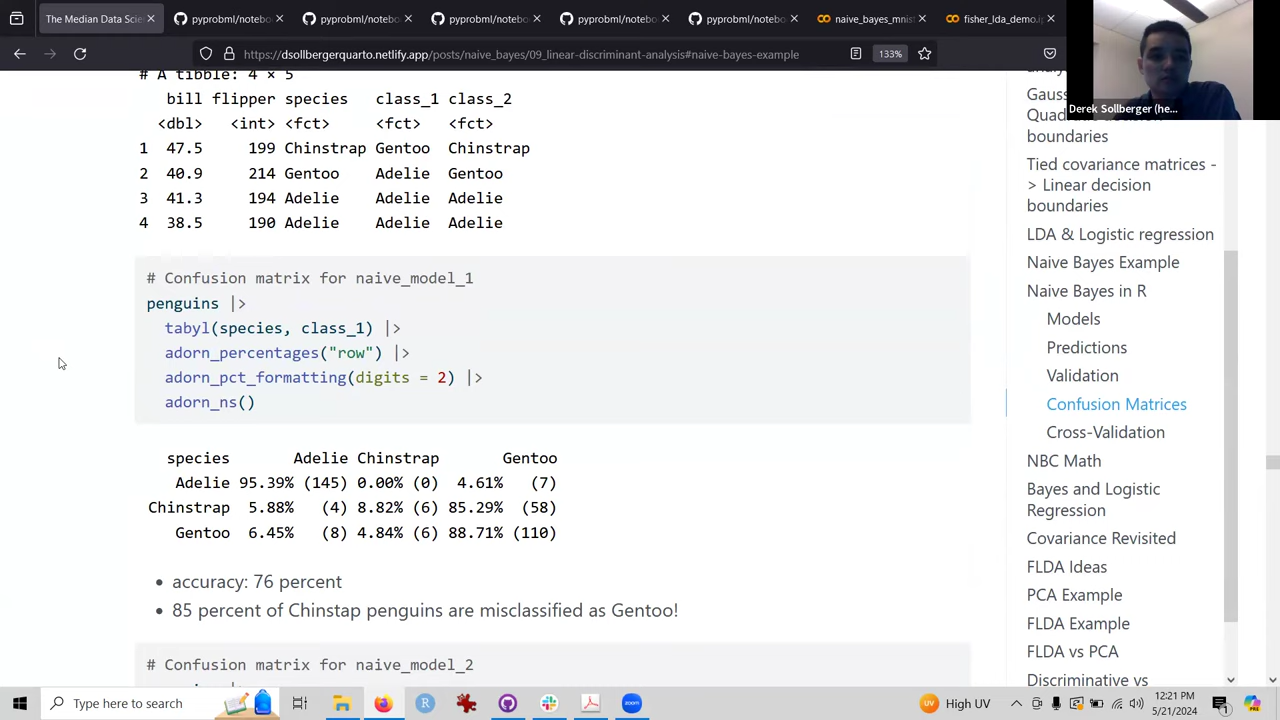 The Median Data Scie
pyprobml/notebo
pyprobml/notebo
pyprobml/notebo
pyprobml/notebo
pyprobml/notebo
naive_bayes_mnis
fisher_lda_demo.i
https://dsollbergerquarto.netlify.app/posts/naive_bayes/09_linear-discriminant-analysis#naive-bayes-example
133%
Derek Sollberger (he...
# A tibble: 4 × 5
bill flipper species class_1 class_2
<dbl> <int> <fct> <fct> <fct>
1 47.5 199 Chinstrap Gentoo Chinstrap
2 40.9 214 Gentoo Adelie Gentoo
3 41.3 194 Adelie Adelie Adelie
4 38.5 190 Adelie Adelie Adelie
# Confusion matrix for naive_model_1
penguins |>
tabyl(species, class_1) |>
adorn_percentages("row") |>
adorn_pct_formatting(digits = 2) |>
adorn_ns()
species Adelie Chinstrap Gentoo
Adelie 95.39% (145) 0.00% (0) 4.61% (7)
Chinstrap 5.88% (4) 8.82% (6) 85.29% (58)
Gentoo 6.45% (8) 4.84% (6) 88.71% (110)
• accuracy: 76 percent
• 85 percent of Chinstap penguins are misclassified as Gentoo!
# Confusion matrix for naive_model_2
boundaries
Tied covariance matrices -
> Linear decision
boundaries
LDA & Logistic regression
Naive Bayes Example
Naive Bayes in R
Models
Predictions
Validation
Confusion Matrices
Cross-Validation
NBC Math
Bayes and Logistic
Regression
Covariance Revisited
FLDA Ideas
PCA Example
FLDA Example
FLDA vs PCA
Discriminative vs
Type here to search
High UV
12:21 PM
5/21/2024